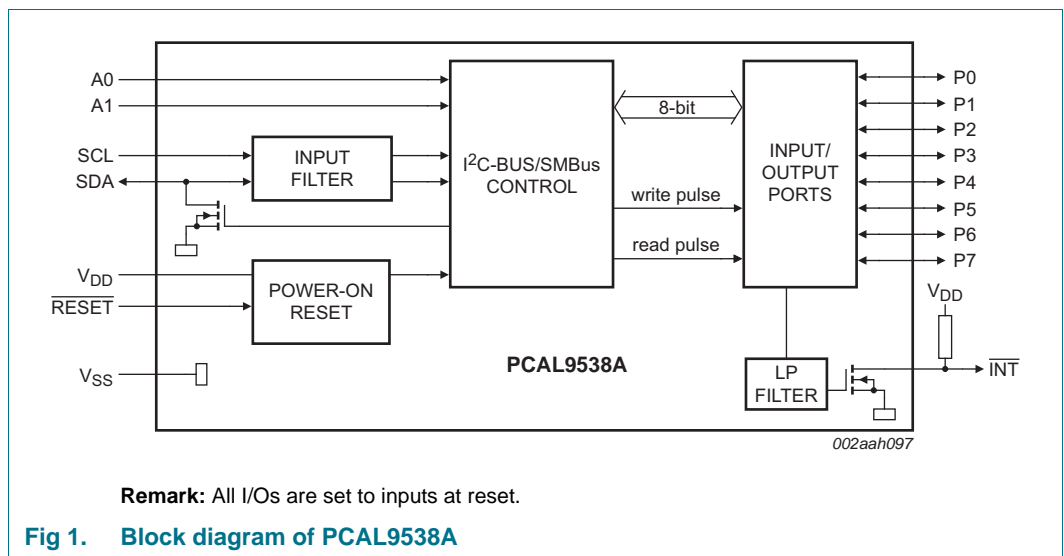 A0
A1
SCL
SDA
VDD
RESET
VSS
INPUT
FILTER
POWER-ON
RESET
I2C-BUS/SMBus
CONTROL
8-bit
write pulse
read pulse
INPUT/
OUTPUT
PORTS
P0
P1
P2
P3
P4
P5
P6
P7
VDD
INT
LP
FILTER
PCAL9538A
002aah097
Remark: All I/Os are set to inputs at reset.
Fig 1. Block diagram of PCAL9538A